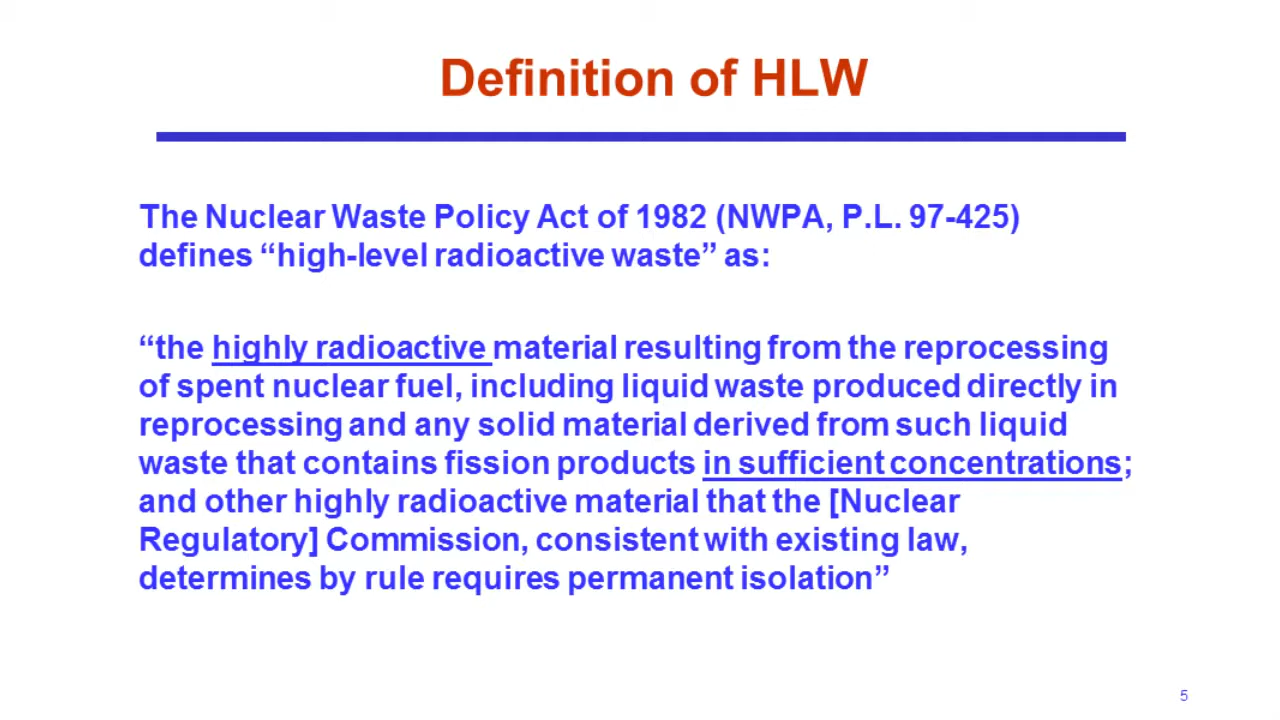 Definition of HLW
The Nuclear Waste Policy Act of 1982 (NWPA, P.L. 97-425)
defines “high-level radioactive waste” as:
“the highly radioactive material resulting from the reprocessing
of spent nuclear fuel, including liquid waste produced directly in
reprocessing and any solid material derived from such liquid
waste that contains fission products in sufficient concentrations;
and other highly radioactive material that the [Nuclear
Regulatory] Commission, consistent with existing law,
determines by rule requires permanent isolation”
5